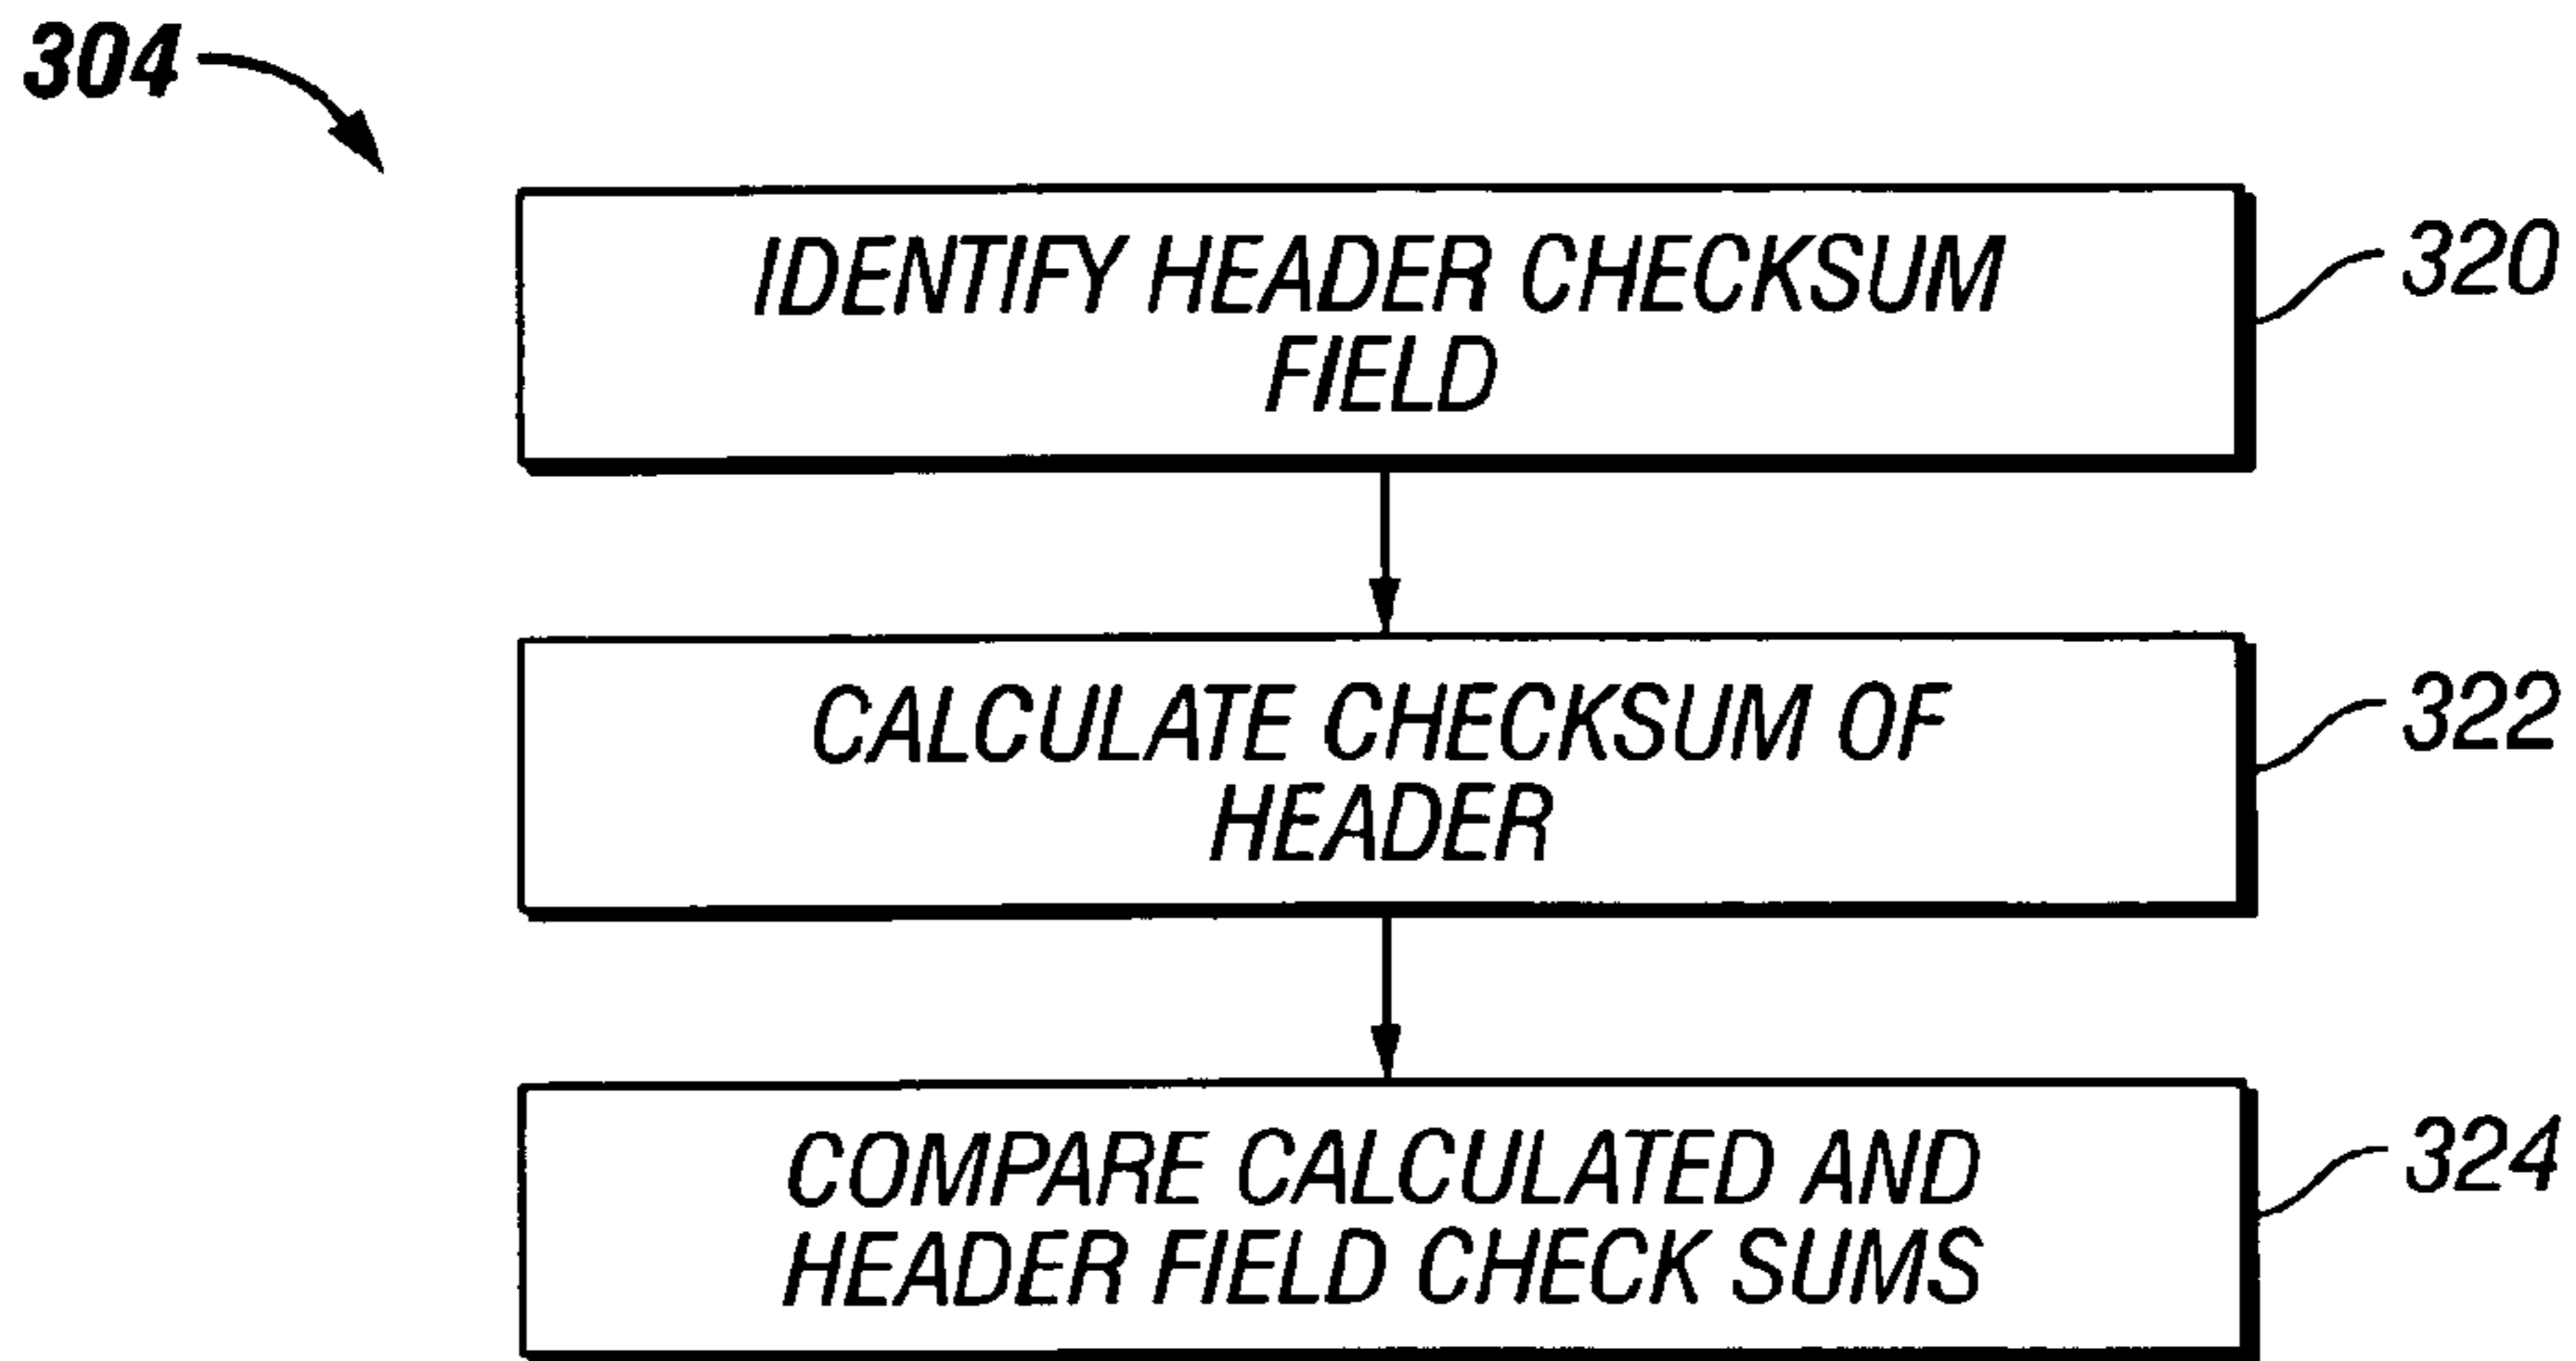 304
IDENTIFY HEADER CHECKSUM
FIELD
320
CALCULATE CHECKSUM OF
HEADER
322
COMPARE CALCULATED AND
HEADER FIELD CHECK SUMS
324